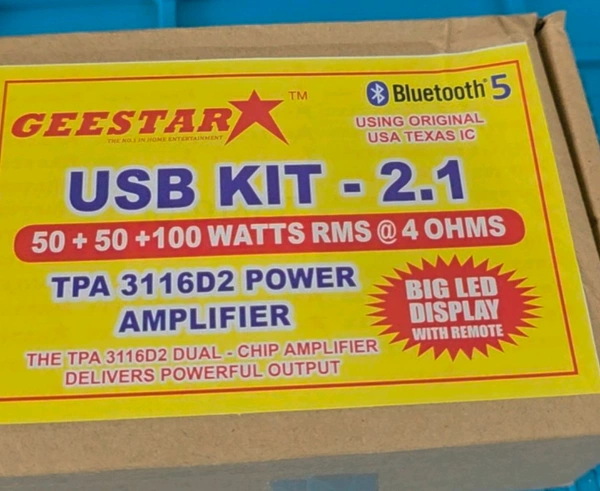 GEESTAR ™
THE NO.1 IN HOME ENTERTAINMENT
Bluetooth® 5
USING ORIGINAL
USA TEXAS IC
USB KIT - 2.1
50 + 50 +100 WATTS RMS @ 4 OHMS
TPA 3116D2 POWER
AMPLIFIER
BIG LED
DISPLAY
WITH REMOTE
THE TPA 3116D2 DUAL - CHIP AMPLIFIER
DELIVERS POWERFUL OUTPUT